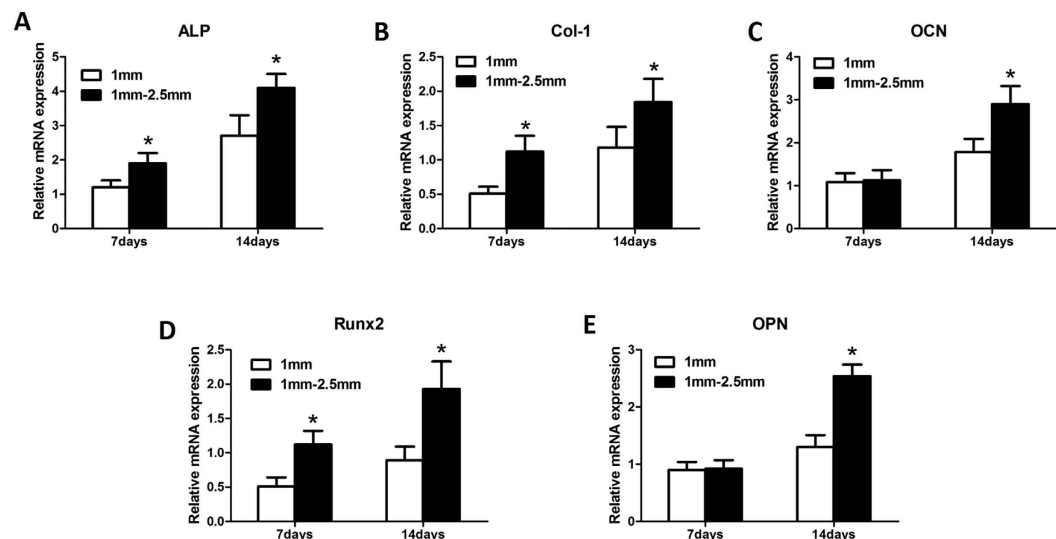 A
ALP
Relative mRNA expression
5
4
3
2
1
0
1mm
1mm-2.5mm
*
*
7days
14days
B
Col-1
Relative mRNA expression
2.5
2.0
1.5
1.0
0.5
0.0
1mm
1mm-2.5mm
*
*
7days
14days
C
OCN
Relative mRNA expression
4
3
2
1
0
1mm
1mm-2.5mm
*
7days
14days
D
Runx2
Relative mRNA expression
2.5
2.0
1.5
1.0
0.5
0.0
1mm
1mm-2.5mm
*
*
7days
14days
E
OPN
Relative mRNA expression
3
2
1
0
1mm
1mm-2.5mm
*
7days
14days